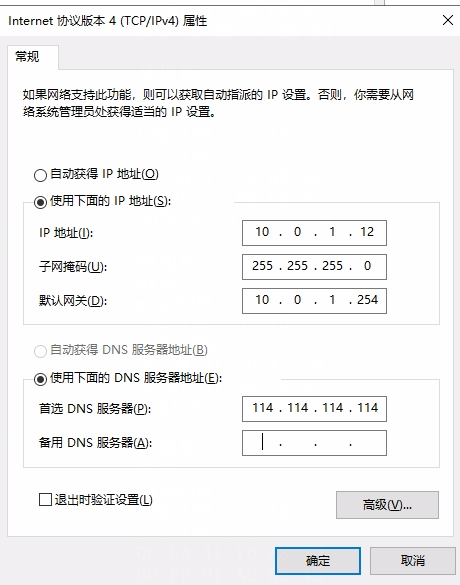 Internet 协议版本 4 (TCP/IPv4) 属性
常规
如果网络支持此功能，则可以获取自动指派的 IP 设置。否则，你需要从网
络系统管理员处获得适当的 IP 设置。
自动获得 IP 地址(O)
使用下面的 IP 地址(S):
IP 地址(I): 10 . 0 . 1 . 12
子网掩码(U): 255 . 255 . 255 . 0
默认网关(D): 10 . 0 . 1 . 254
自动获得 DNS 服务器地址(B)
使用下面的 DNS 服务器地址(E):
首选 DNS 服务器(P): 114 . 114 . 114 . 114
备用 DNS 服务器(A): . . .
退出时验证设置(L)
高级(V)...
确定 取消